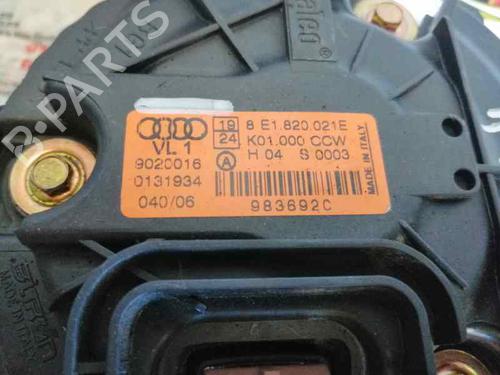 VL 1
9020016
0131934
040/06
19
24
8 E1.820.021E
K01.000 CCW
A
H 04 S 0003
983692C
MADE IN ITALY
B-PARTS